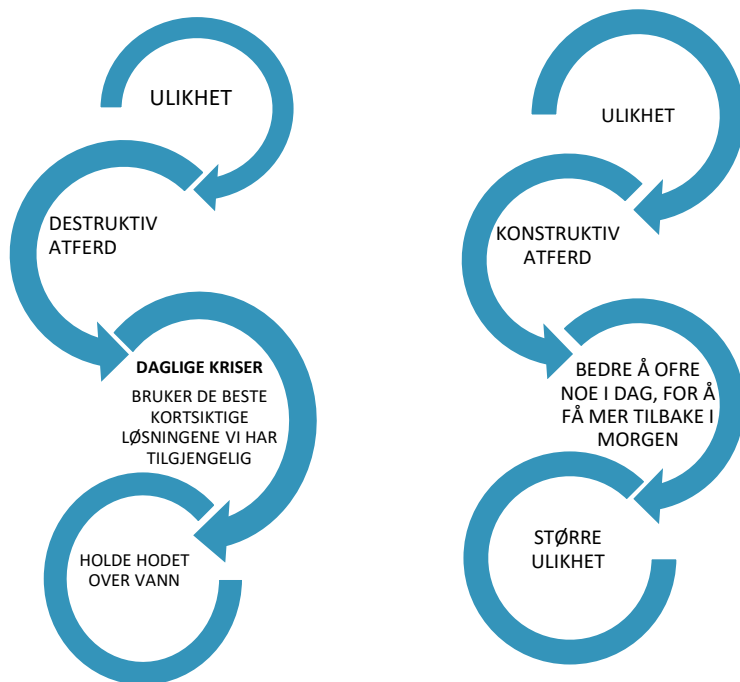 ULIKHET
DESTRUKTIV
ATFERD
DAGLIGE KRISER
BRUKER DE BESTE
KORTSIKTIGE
LØSNINGENE VI HAR
TILGJENGELIG
HOLDE HODET
OVER VANN
ULIKHET
KONSTRUKTIV
ATFERD
BEDRE Å OFRE
NOE I DAG, FOR Å
FÅ MER TILBAKE I
MORGEN
STØRRE
ULIKHET